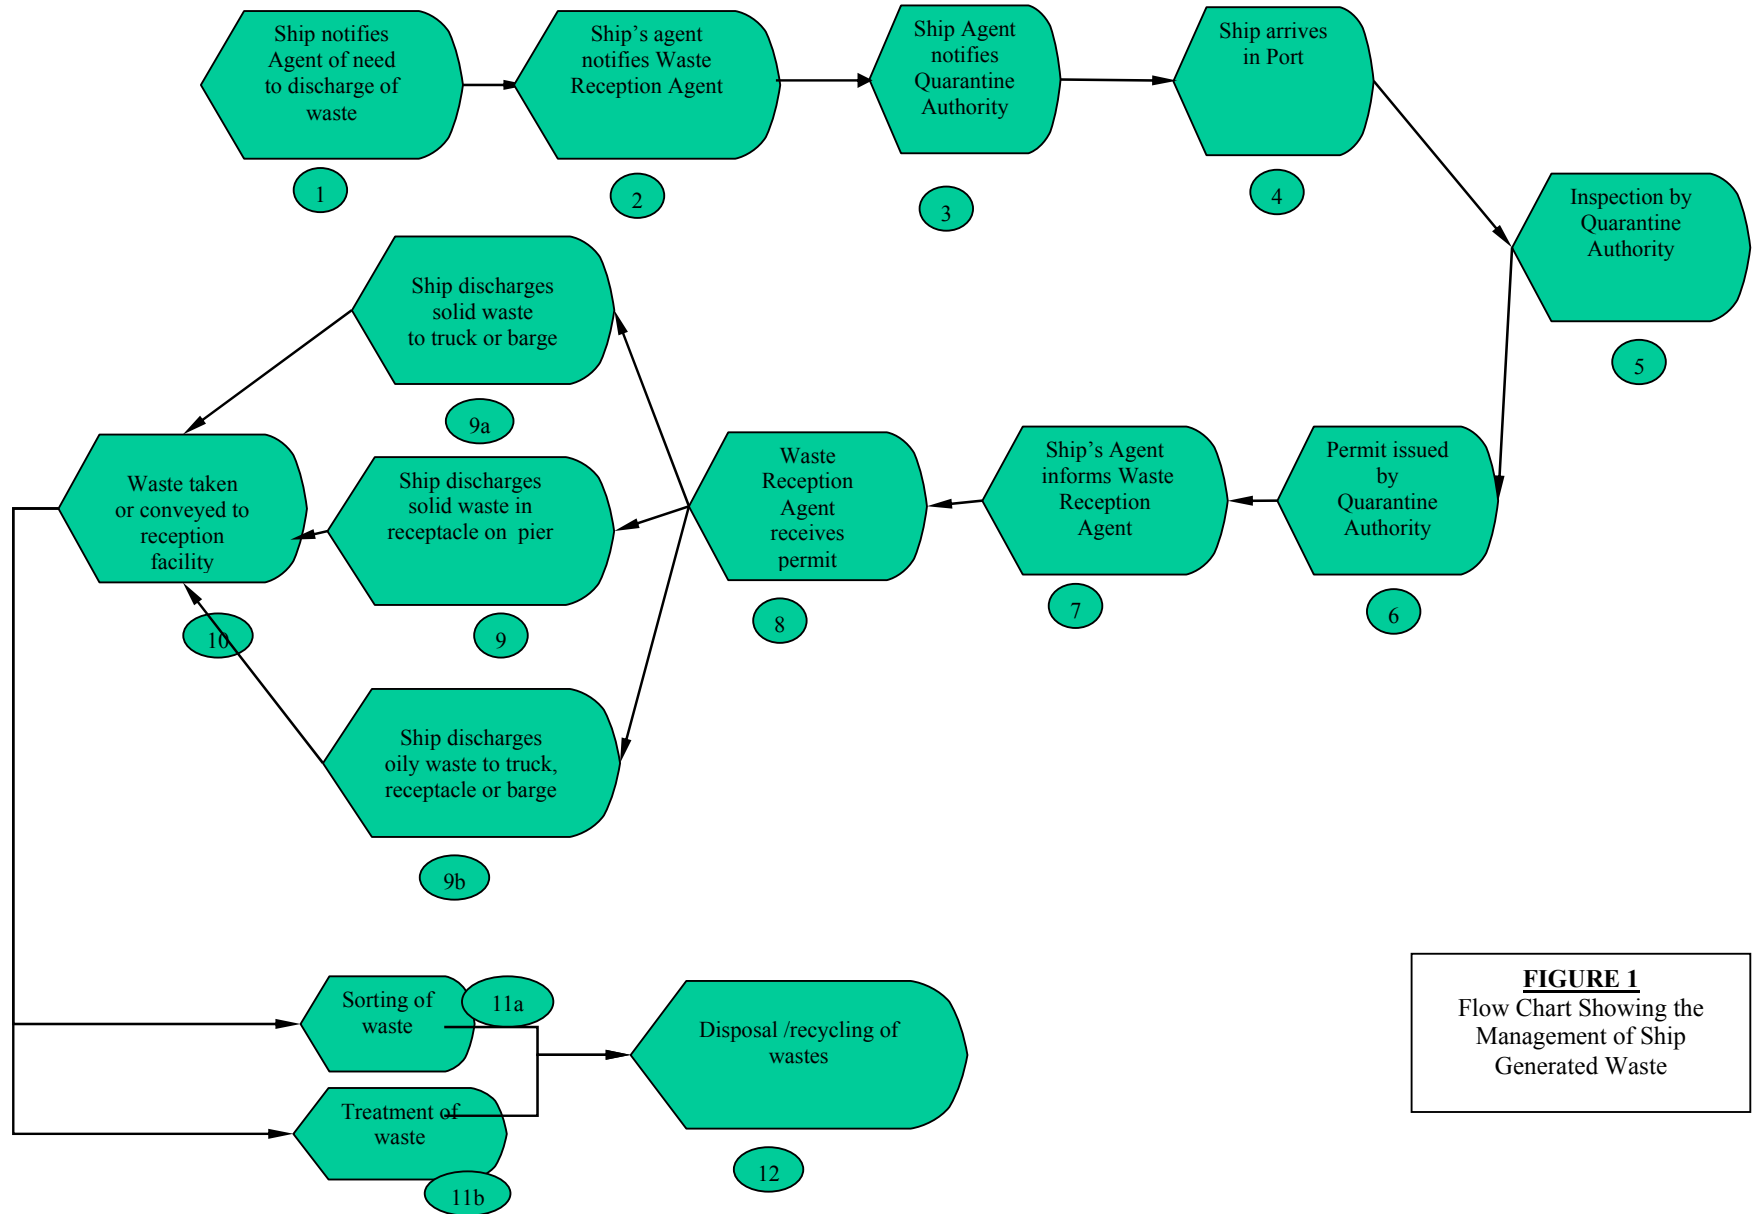 Ship notifies
Agent of need
to discharge of
waste
1
Ship's agent
notifies Waste
Reception Agent
2
Ship Agent
notifies
Quarantine
Authority
3
Ship arrives
in Port
4
Inspection by
Quarantine
Authority
5
Permit issued
by
Quarantine
Authority
6
Ship's Agent
informs Waste
Reception
Agent
7
Waste
Reception
Agent
receives
permit
8
Ship discharges
solid waste
to truck or barge
9a
Ship discharges
solid waste in
receptacle on pier
9
Ship discharges
oily waste to truck,
receptacle or barge
9b
Waste taken
or conveyed to
reception
facility
10
Sorting of
waste
11a
Treatment of
waste
11b
Disposal /recycling of
wastes
12
FIGURE 1
Flow Chart Showing the
Management of Ship
Generated Waste